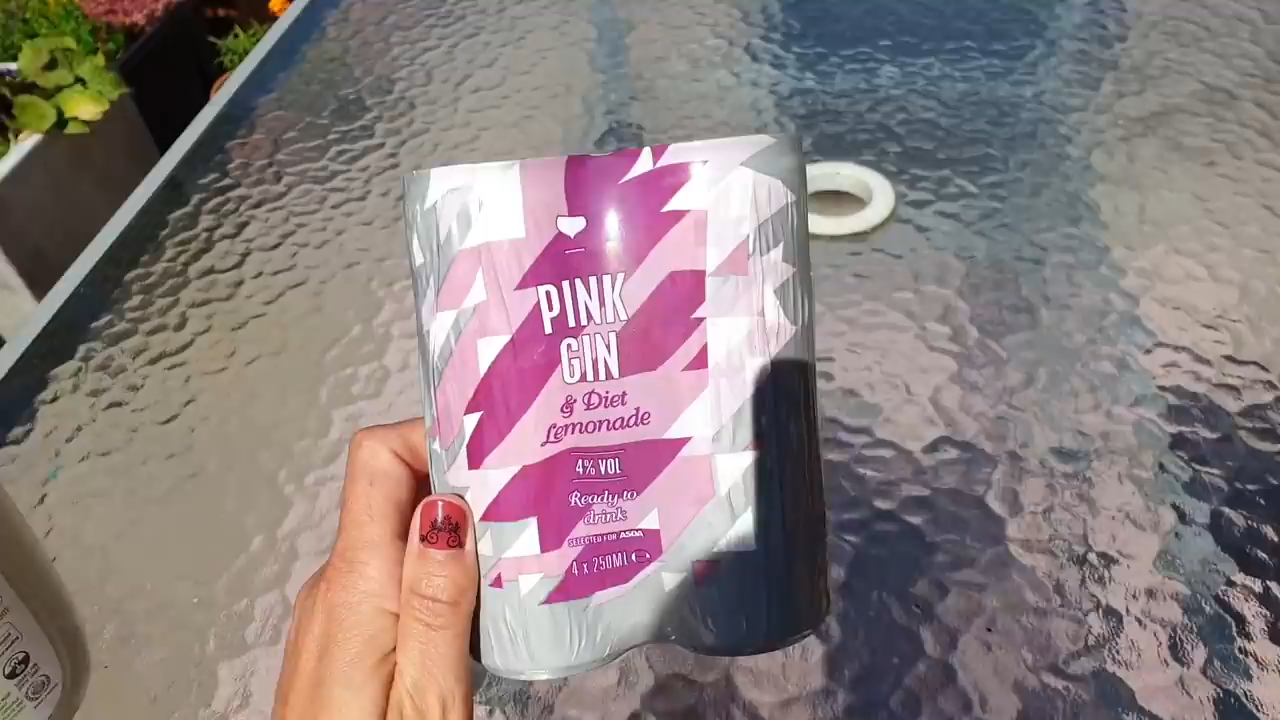 PINK
GIN
& Diet
Lemonade
4% VOL
Ready to
drink
SELECTED FOR ASDA
4 x 250ML e